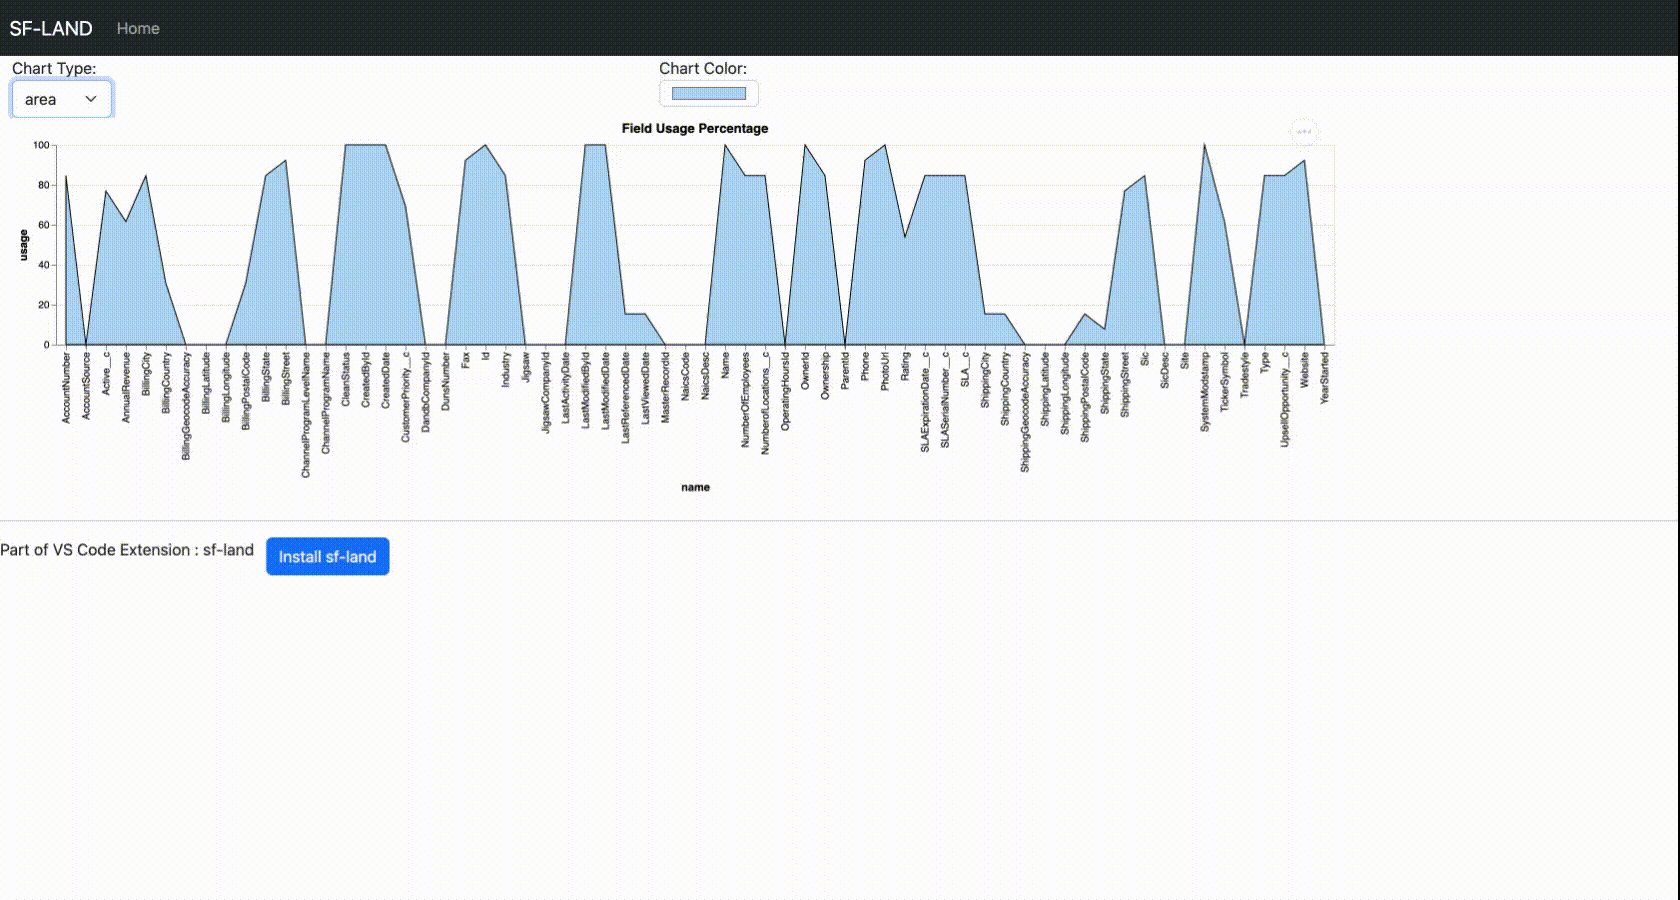 SF-LAND Home
Chart Type:
area
Chart Color:
Field Usage Percentage
usage
100
80
60
40
20
0
AccountNumber
AccountSource
Active__c
AnnualRevenue
BillingCity
BillingCountry
BillingGeocodeAccuracy
BillingLatitude
BillingLongitude
BillingPostalCode
BillingState
BillingStreet
ChannelProgramLevelName
ChannelProgramName
CleanStatus
CreatedById
CreatedDate
CustomerPriority__c
DandbCompanyId
DunsNumber
Fax
Id
Industry
Jigsaw
JigsawCompanyId
LastActivityDate
LastModifiedById
LastModifiedDate
LastReferencedDate
LastViewedDate
MasterRecordId
NaicsCode
NaicsDesc
Name
NumberOfEmployees
NumberofLocations__c
OperatingHoursId
OwnerId
Ownership
ParentId
Phone
PhotoUrl
Rating
SLAExpirationDate__c
SLASerialNumber__c
SLA__c
ShippingCity
ShippingCountry
ShippingGeocodeAccuracy
ShippingLatitude
ShippingLongitude
ShippingPostalCode
ShippingState
ShippingStreet
Sic
SicDesc
Site
SystemModstamp
TickerSymbol
Tradestyle
Type
UpsellOpportunity__c
Website
YearStarted
name
Part of VS Code Extension : sf-land
Install sf-land